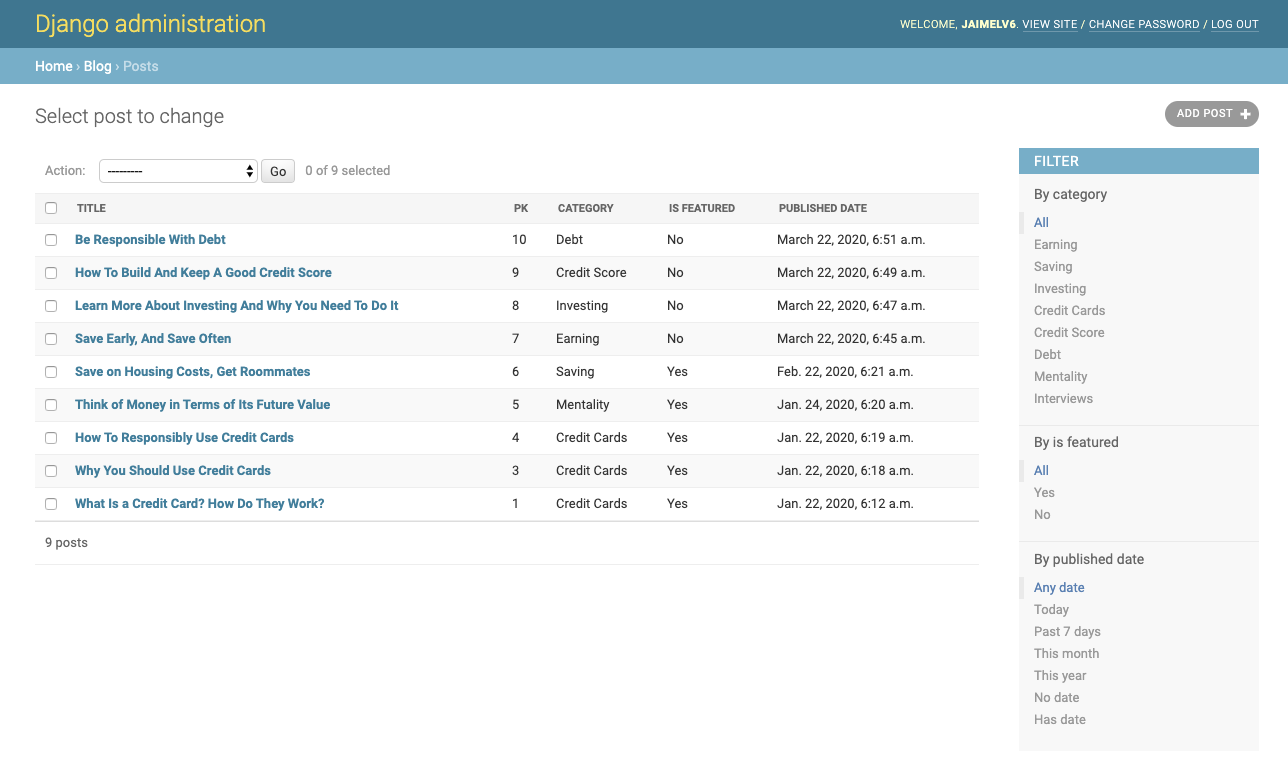 Django administration
WELCOME, JAIMELV6. VIEW SITE / CHANGE PASSWORD / LOG OUT
Home › Blog › Posts
Select post to change
ADD POST +
Action: --------- Go 0 of 9 selected
TITLE PK CATEGORY IS FEATURED PUBLISHED DATE
Be Responsible With Debt 10 Debt No March 22, 2020, 6:51 a.m.
How To Build And Keep A Good Credit Score 9 Credit Score No March 22, 2020, 6:49 a.m.
Learn More About Investing And Why You Need To Do It 8 Investing No March 22, 2020, 6:47 a.m.
Save Early, And Save Often 7 Earning No March 22, 2020, 6:45 a.m.
Save on Housing Costs, Get Roommates 6 Saving Yes Feb. 22, 2020, 6:21 a.m.
Think of Money in Terms of Its Future Value 5 Mentality Yes Jan. 24, 2020, 6:20 a.m.
How To Responsibly Use Credit Cards 4 Credit Cards Yes Jan. 22, 2020, 6:19 a.m.
Why You Should Use Credit Cards 3 Credit Cards Yes Jan. 22, 2020, 6:18 a.m.
What Is a Credit Card? How Do They Work? 1 Credit Cards Yes Jan. 22, 2020, 6:12 a.m.
9 posts
FILTER
By category
All
Earning
Saving
Investing
Credit Cards
Credit Score
Debt
Mentality
Interviews
By is featured
All
Yes
No
By published date
Any date
Today
Past 7 days
This month
This year
No date
Has date